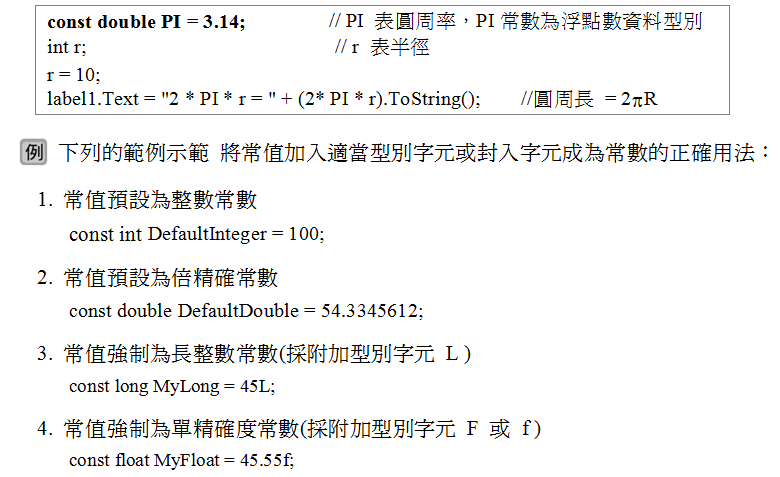 const double PI = 3.14; // PI 表圓周率，PI 常數為浮點數資料型別
int r; // r 表半徑
r = 10;
label1.Text = "2 * PI * r = " + (2* PI * r).ToString(); //圓周長 = 2πR
例 下列的範例示範 將常值加入適當型別字元或封入字元成為常數的正確用法：
1. 常值預設為整數常數
const int DefaultInteger = 100;
2. 常值預設為倍精確常數
const double DefaultDouble = 54.3345612;
3. 常值強制為長整數常數(採附加型別字元 L )
const long MyLong = 45L;
4. 常值強制為單精確度常數(採附加型別字元 F 或 f )
const float MyFloat = 45.55f;